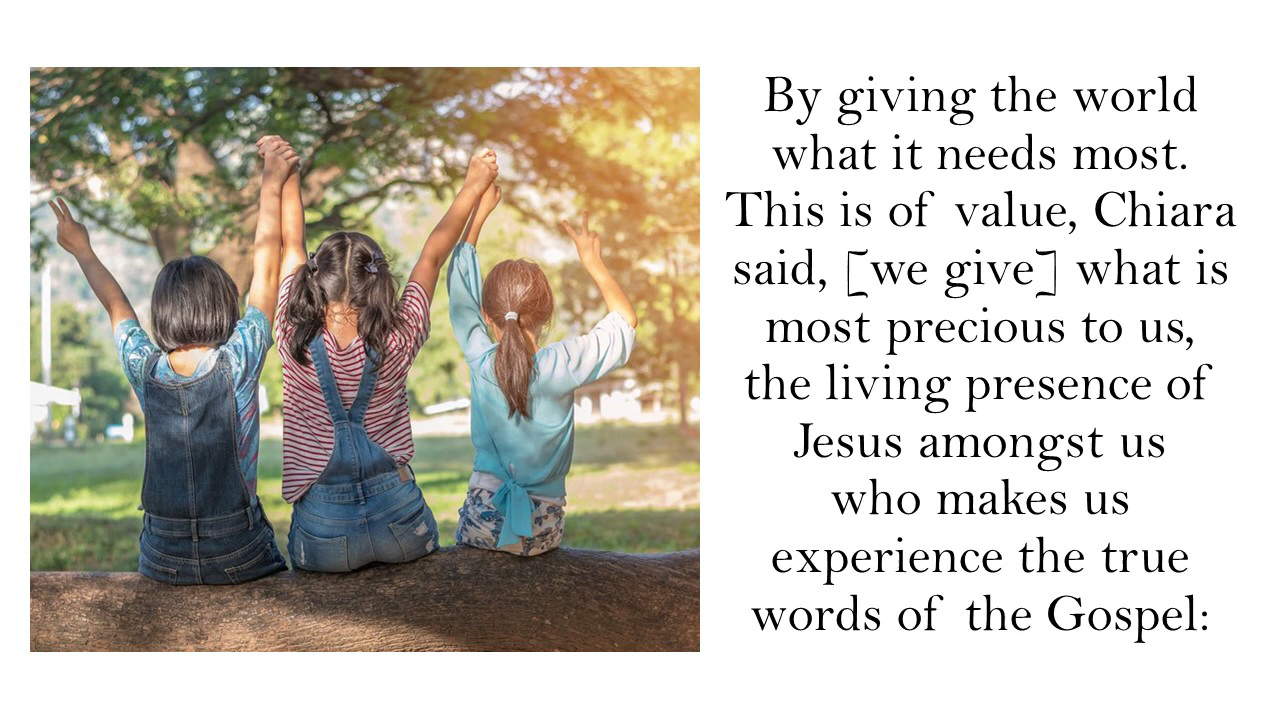 By giving the world
what it needs most.
This is of value, Chiara
said, [we give] what is
most precious to us,
the living presence of
Jesus amongst us
who makes us
experience the true
words of the Gospel: